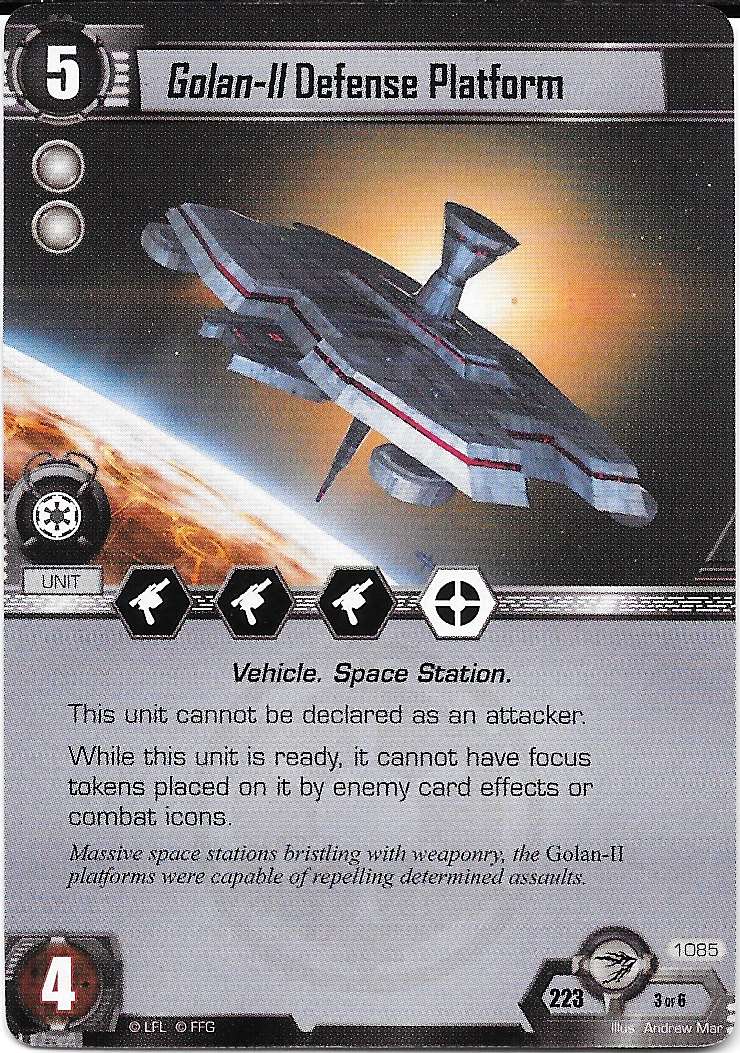 5
Golan-II Defense Platform
UNIT
Vehicle. Space Station.
This unit cannot be declared as an attacker.
While this unit is ready, it cannot have focus
tokens placed on it by enemy card effects or
combat icons.
Massive space stations bristling with weaponry, the Golan-II
platforms were capable of repelling determined assaults.
4
1085
223
3 OF 6
© LFL © FFG
Illus. Andrew Mar